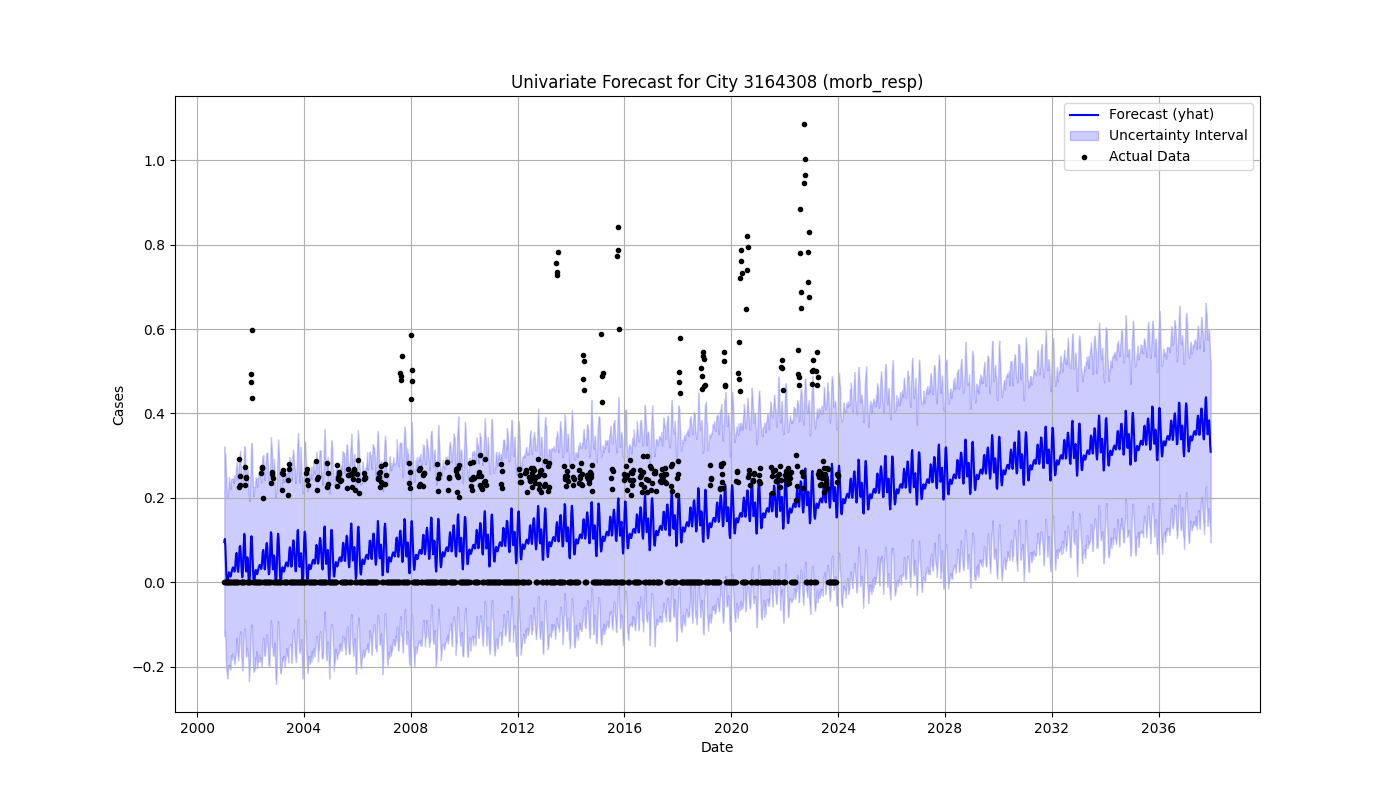 Univariate Forecast for City 3164308 (morb_resp)
Forecast (yhat)
Uncertainty Interval
Actual Data
Cases
1.0
0.8
0.6
0.4
0.2
0.0
−0.2
2000 2004 2008 2012 2016 2020 2024 2028 2032 2036
Date